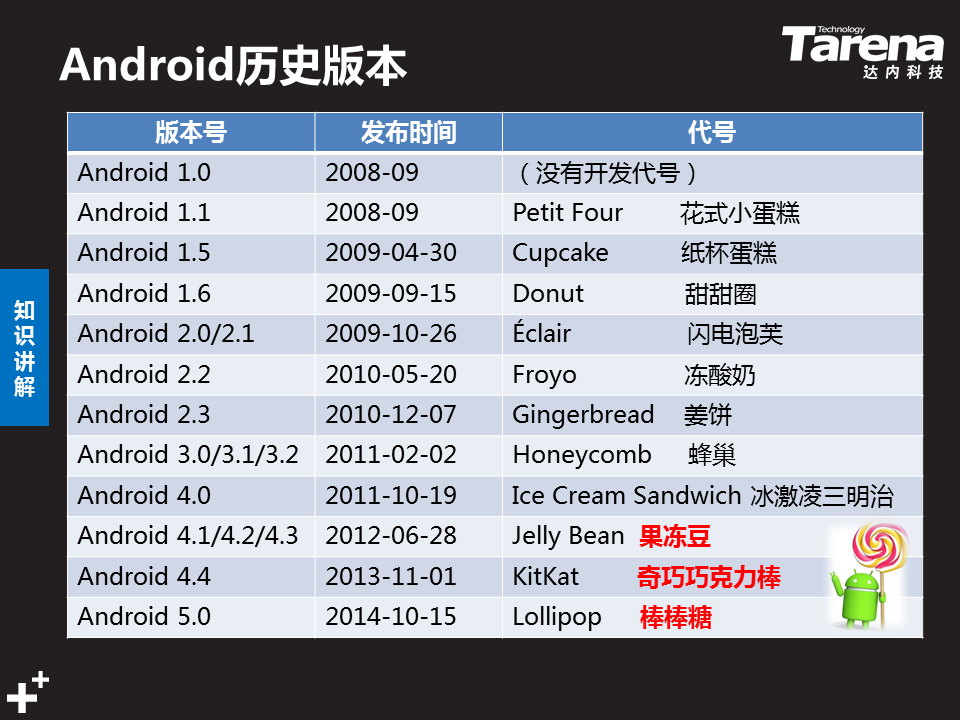 Android历史版本
Technology
Tarena
达内科技
版本号 发布时间 代号
Android 1.0 2008-09 （没有开发代号）
Android 1.1 2008-09 Petit Four 花式小蛋糕
Android 1.5 2009-04-30 Cupcake 纸杯蛋糕
Android 1.6 2009-09-15 Donut 甜甜圈
Android 2.0/2.1 2009-10-26 Éclair 闪电泡芙
Android 2.2 2010-05-20 Froyo 冻酸奶
Android 2.3 2010-12-07 Gingerbread 姜饼
Android 3.0/3.1/3.2 2011-02-02 Honeycomb 蜂巢
Android 4.0 2011-10-19 Ice Cream Sandwich 冰激凌三明治
Android 4.1/4.2/4.3 2012-06-28 Jelly Bean 果冻豆
Android 4.4 2013-11-01 KitKat 奇巧巧克力棒
Android 5.0 2014-10-15 Lollipop 棒棒糖
知识讲解